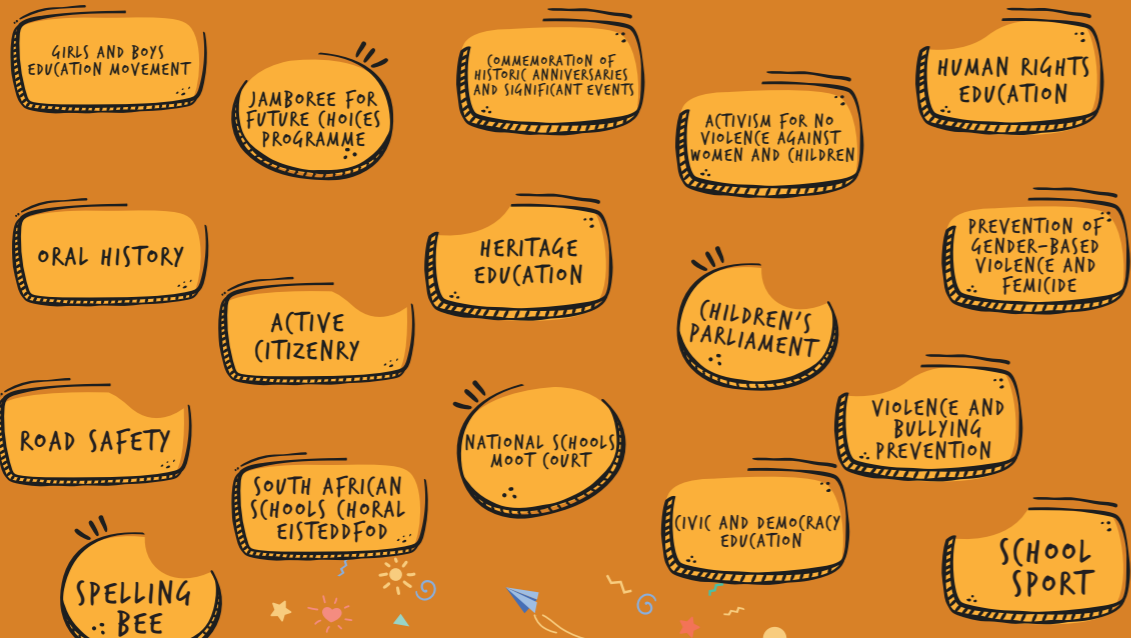 GIRLS AND BOYS
EDUCATION MOVEMENT
JAMBOREE FOR
FUTURE CHOICES
PROGRAMME
COMMEMORATION OF
HISTORIC ANNIVERSARIES
AND SIGNIFICANT EVENTS
ACTIVISM FOR NO
VIOLENCE AGAINST
WOMEN AND CHILDREN
HUMAN RIGHTS
EDUCATION
ORAL HISTORY
ACTIVE
CITIZENRY
HERITAGE
EDUCATION
CHILDREN'S
PARLIAMENT
PREVENTION OF
GENDER-BASED
VIOLENCE AND
FEMICIDE
ROAD SAFETY
SOUTH AFRICAN
SCHOOLS CHORAL
EISTEDDFOD
NATIONAL SCHOOLS
MOOT COURT
VIOLENCE AND
BULLYING
PREVENTION
CIVIC AND DEMOCRACY
EDUCATION
SPELLING
BEE
SCHOOL
SPORT